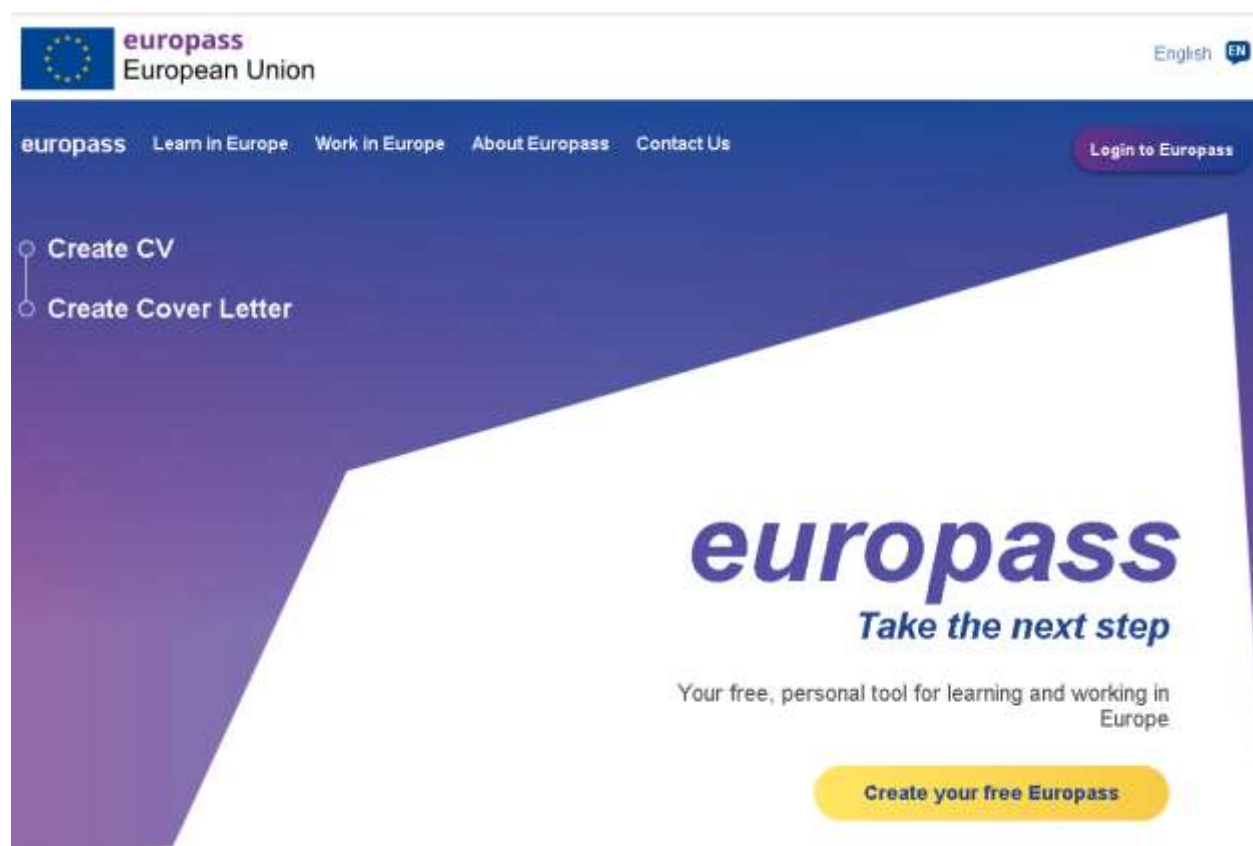 europass
European Union
English EN
europass Learn in Europe Work in Europe About Europass Contact Us Login to Europass
Create CV
Create Cover Letter
europass
Take the next step
Your free, personal tool for learning and working in
Europe
Create your free Europass